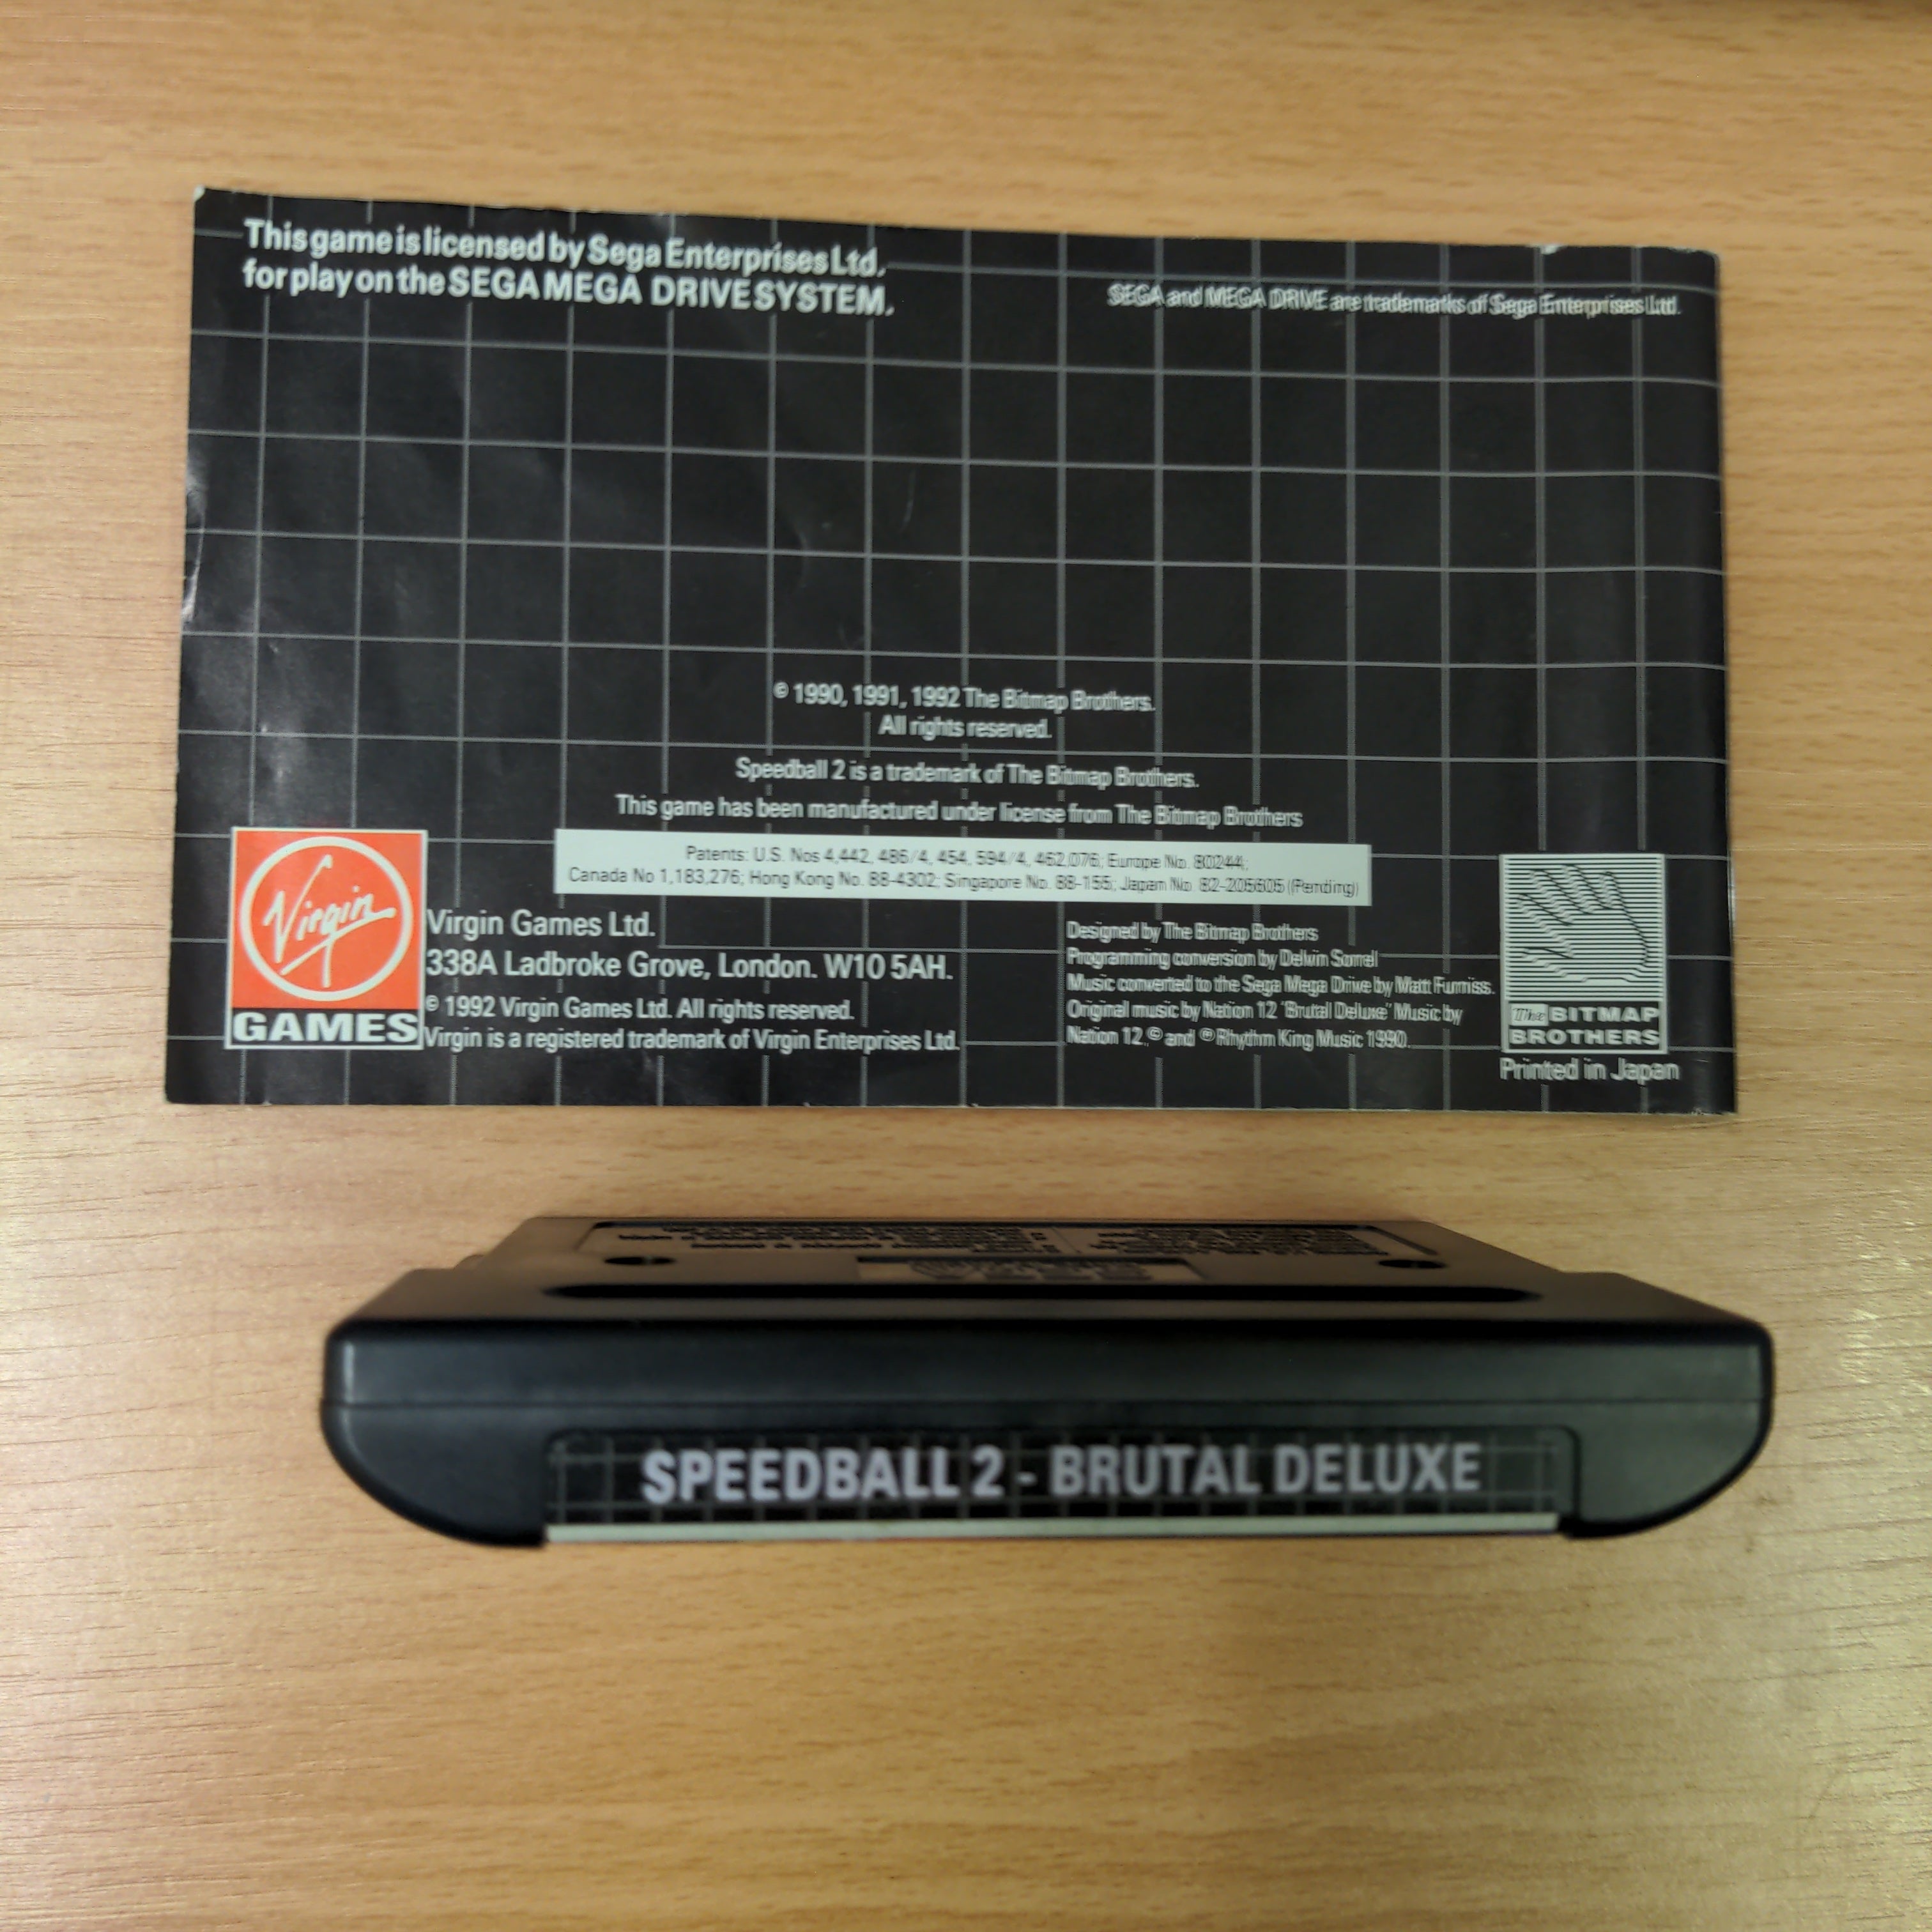 This game is licensed by Sega Enterprises Ltd.
for play on the SEGA MEGA DRIVE SYSTEM.
SEGA and MEGA DRIVE are trademarks of Sega Enterprises Ltd.
© 1990, 1991, 1992 The Bitmap Brothers.
All rights reserved.
Speedball 2 is a trademark of The Bitmap Brothers.
This game has been manufactured under license from The Bitmap Brothers
Patents: U.S. Nos 4,442, 486/4, 454, 594/4, 462,076; Europe No. 80244;
Canada No 1,183,276; Hong Kong No. 88-4302; Singapore No. 88-155; Japan No. 82-205605 (Pending)
Virgin
GAMES
Virgin Games Ltd.
338A Ladbroke Grove, London. W10 5AH.
© 1992 Virgin Games Ltd. All rights reserved.
Virgin is a registered trademark of Virgin Enterprises Ltd.
Designed by The Bitmap Brothers
Programming conversion by Delvin Sorrel
Music converted to the Sega Mega Drive by Matt Furniss.
Original music by Nation 12 'Brutal Deluxe' Music by
Nation 12. © and ℗ Rhythm King Music 1990.
The BITMAP
BROTHERS
Printed in Japan
SPEEDBALL 2 - BRUTAL DELUXE